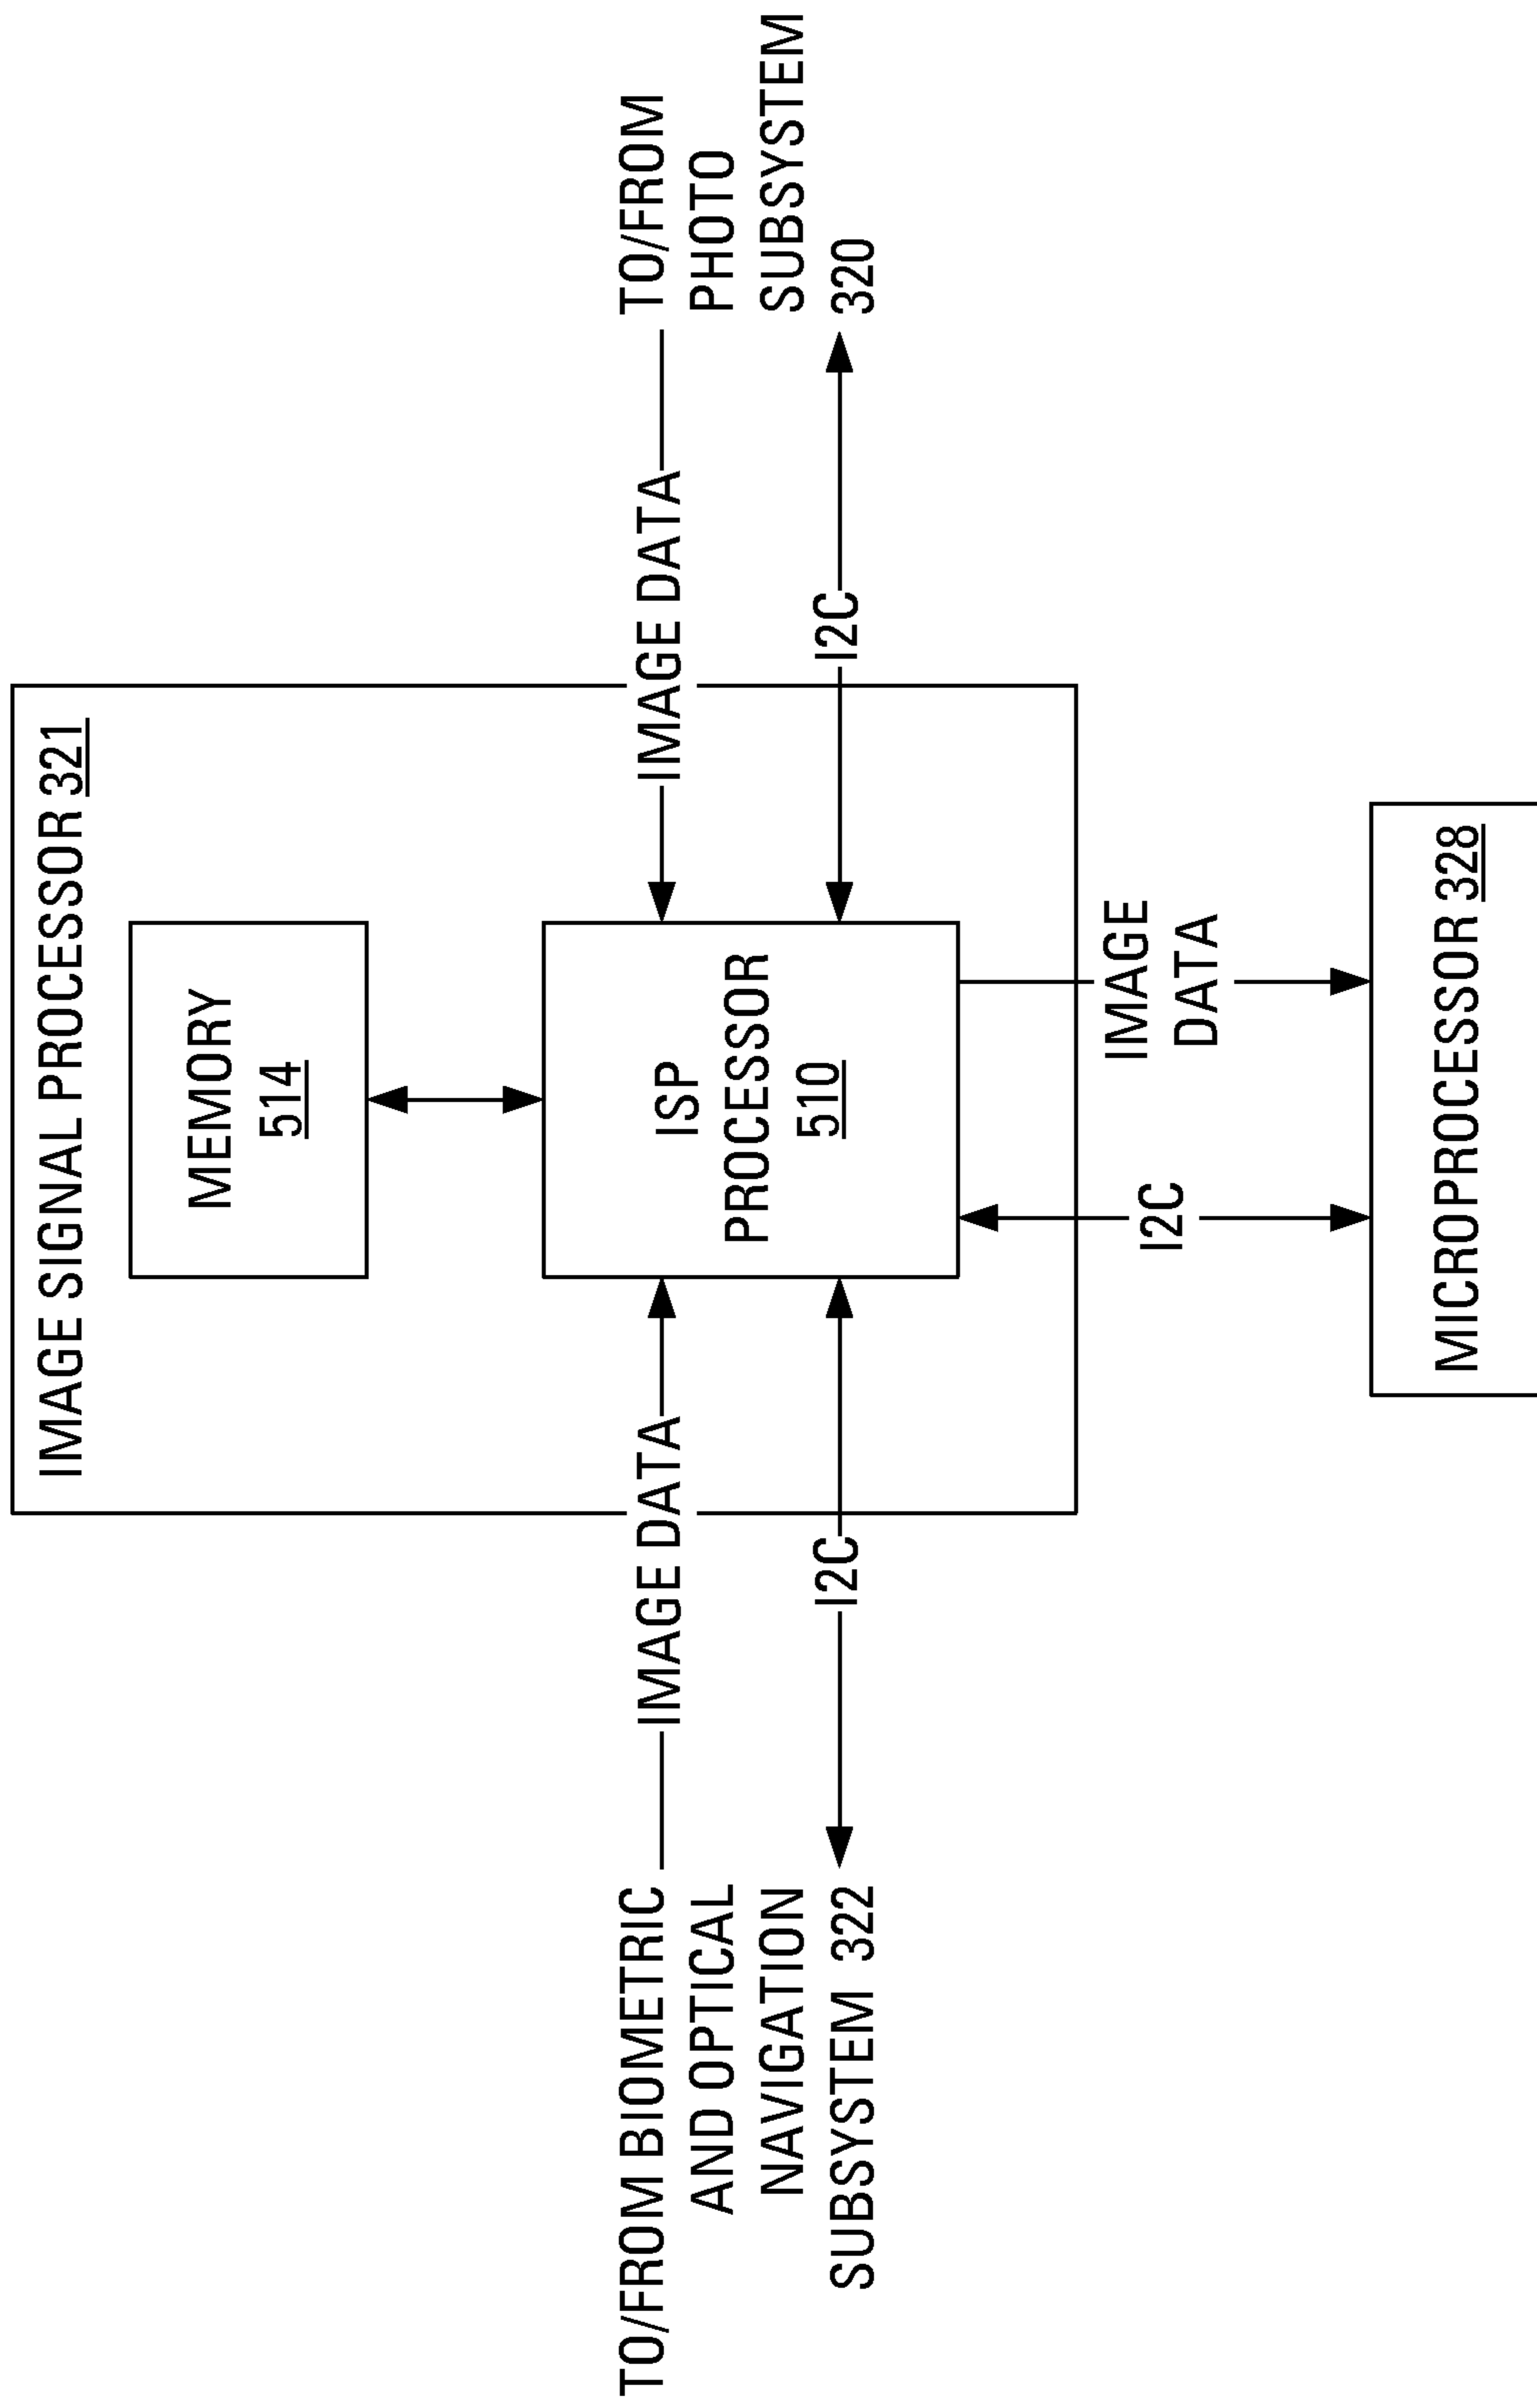 IMAGE SIGNAL PROCESSOR 321
MEMORY
514
TO/FROM BIOMETRIC
AND OPTICAL
NAVIGATION
SUBSYSTEM 322
IMAGE DATA
I2C
ISP
PROCESSOR
510
IMAGE DATA
I2C
TO/FROM
PHOTO
SUBSYSTEM
320
I2C
IMAGE
DATA
MICROPROCESSOR 328